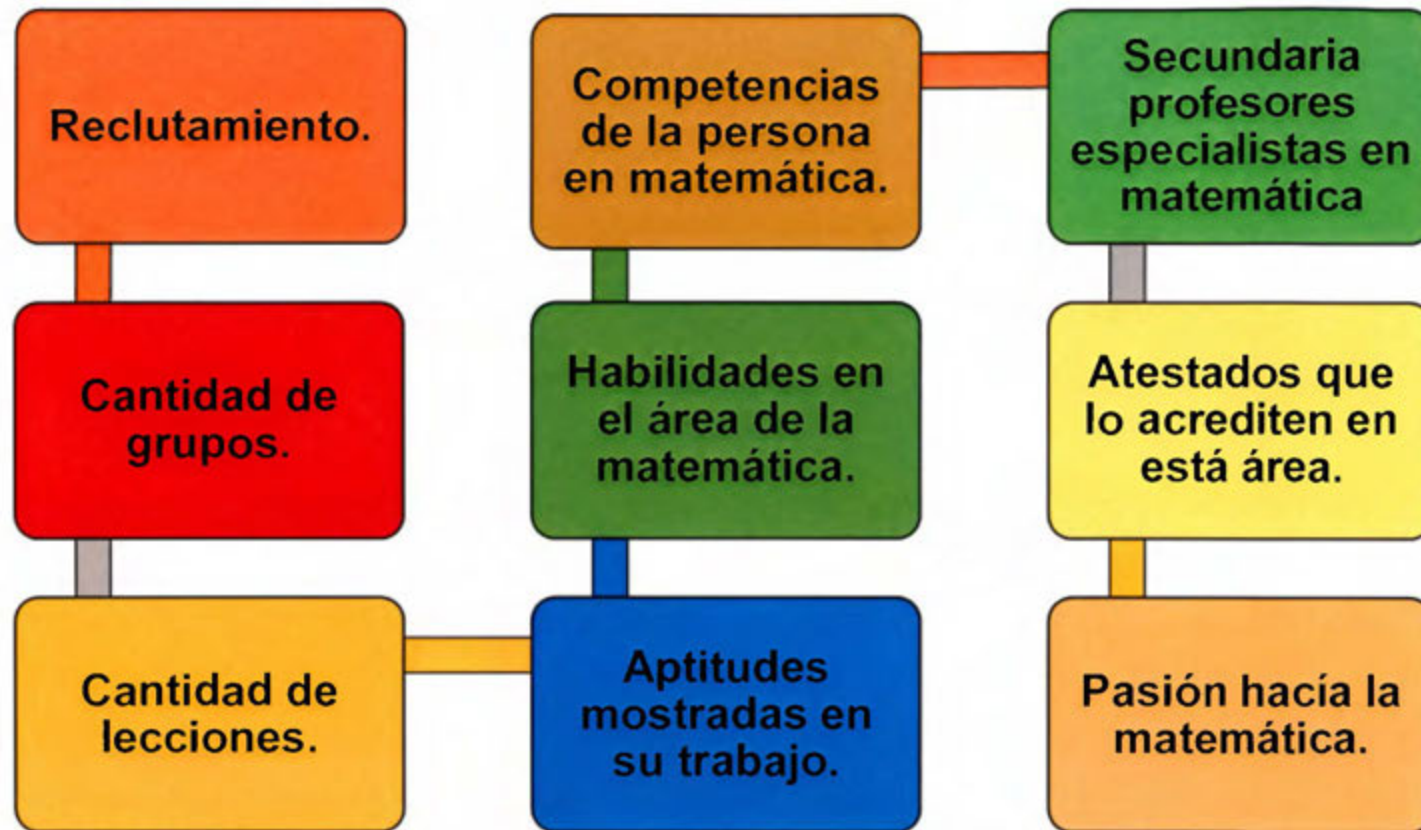 Reclutamiento.
Cantidad de
grupos.
Cantidad de
lecciones.
Aptitudes
mostradas en
su trabajo.
Habilidades en
el área de la
matemática.
Competencias
de la persona
en matemática.
Secundaria
profesores
especialistas en
matemática
Atestados que
lo acrediten en
está área.
Pasión hacía la
matemática.